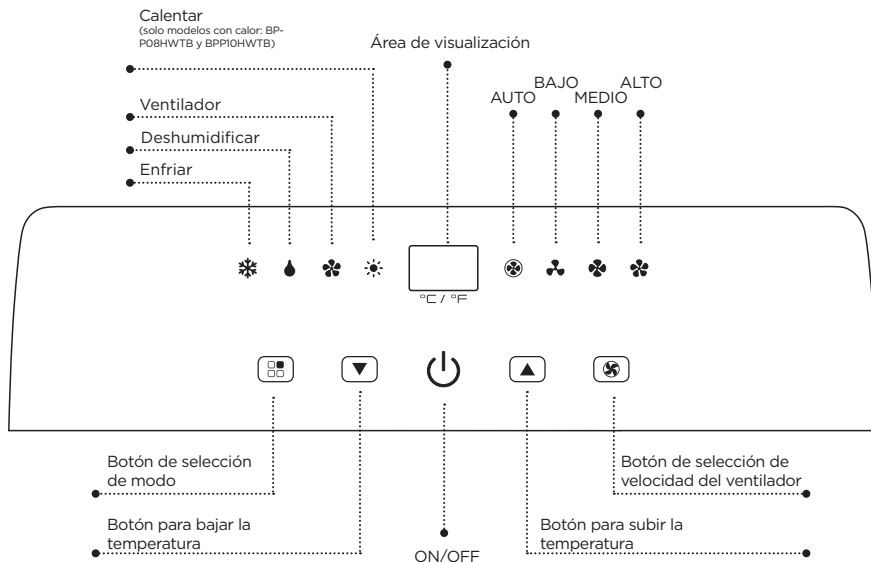 Calentar
(solo modelos con calor: BP-
P08HWTB y BPP10HWTB)
Área de visualización
AUTO
BAJO
MEDIO
ALTO
Ventilador
Deshumidificar
Enfriar
°C / °F
Botón de selección
de modo
Botón de selección de
velocidad del ventilador
Botón para bajar la
temperatura
ON/OFF
Botón para subir la
temperatura